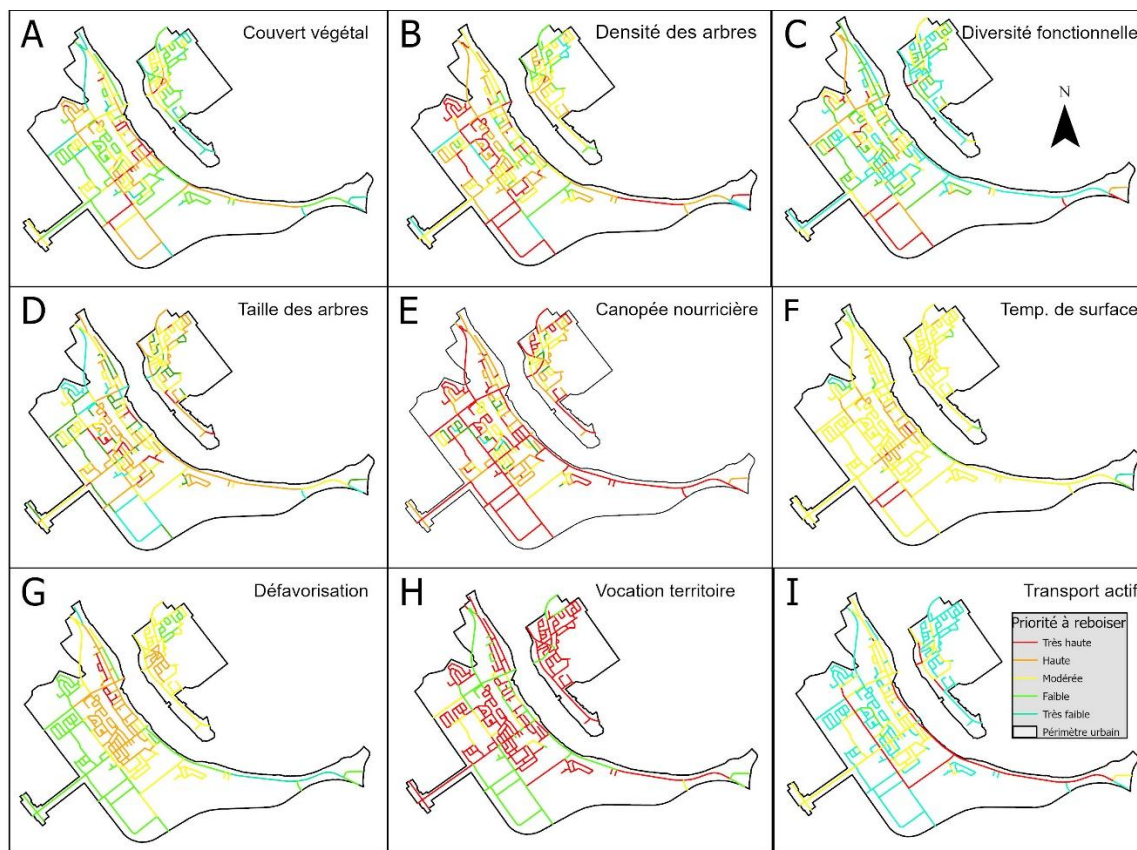 A
Couvert végétal
B
Densité des arbres
C
Diversité fonctionnelle
N
D
Taille des arbres
E
Canopée nourricière
F
Temp. de surface
G
Défavorisation
H
Vocation territoire
I
Transport actif
Priorité à reboiser
Très haute
Haute
Modérée
Faible
Très faible
Périmètre urbain